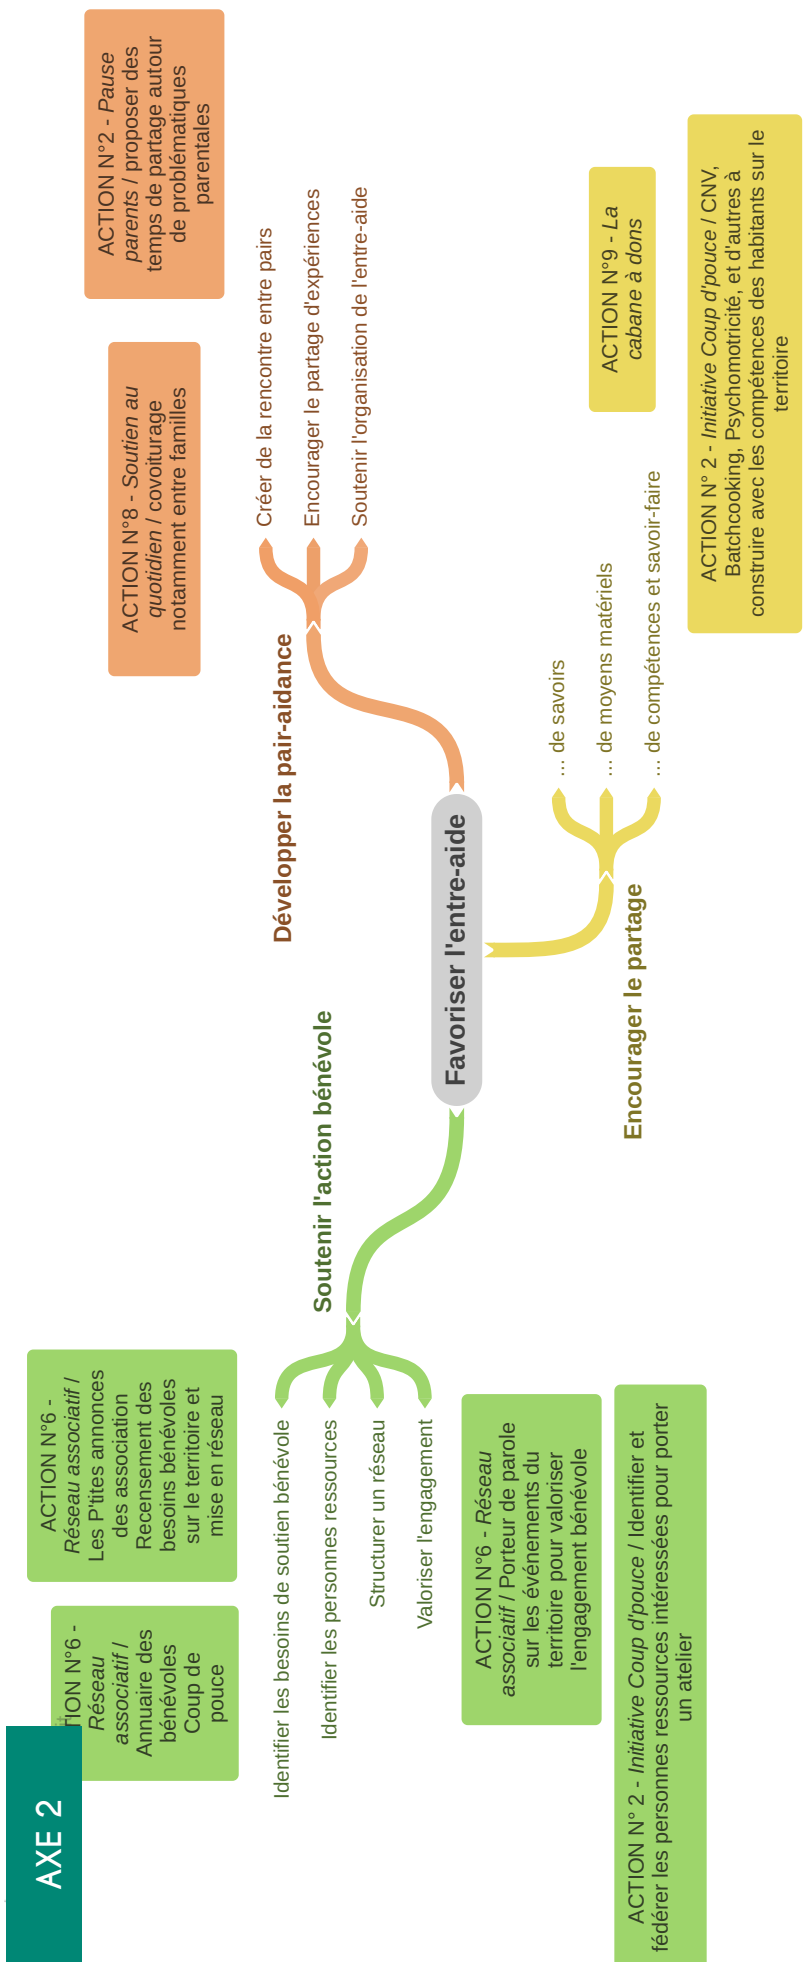 AXE 2
TION N°6 -
Réseau
associatif /
Annuaire des
bénévoles
Coup de
pouce
ACTION N°6 -
Réseau associatif /
Les P'tites annonces
des association
Recensement des
besoins bénévoles
sur le territoire et
mise en réseau
Soutenir l'action bénévole
Identifier les besoins de soutien bénévole
Identifier les personnes ressources
Structurer un réseau
Valoriser l'engagement
ACTION N°6 - Réseau
associatif / Porteur de parole
sur les événements du
territoire pour valoriser
l'engagement bénévole
ACTION N° 2 - Initiative Coup d'pouce / Identifier et
fédérer les personnes ressources intéressées pour porter
un atelier
Favoriser l'entre-aide
Développer la pair-aidance
ACTION N°8 - Soutien au
quotidien / covoiturage
notamment entre familles
ACTION N°2 - Pause
parents / proposer des
temps de partage autour
de problématiques
parentales
Créer de la rencontre entre pairs
Encourager le partage d'expériences
Soutenir l'organisation de l'entre-aide
Encourager le partage
... de savoirs
... de moyens matériels
... de compétences et savoir-faire
ACTION N°9 - La
cabane à dons
ACTION N° 2 - Initiative Coup d'pouce / CNV,
Batchcooking, Psychomotricité, et d'autres à
construire avec les compétences des habitants sur le
territoire